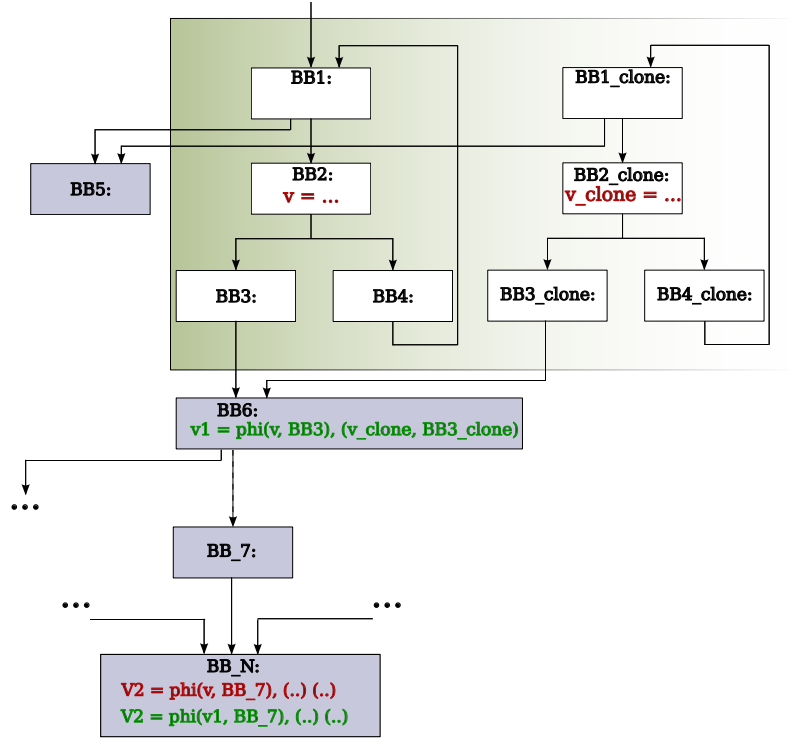 BB1:
BB1_clone:
BB5:
BB2:
v = ...
BB2_clone:
v_clone = ...
BB3:
BB4:
BB3_clone:
BB4_clone:
BB6:
v1 = phi(v, BB3), (v_clone, BB3_clone)
...
BB_7:
...
...
BB_N:
V2 = phi(v, BB_7), (..) (..)
V2 = phi(v1, BB_7), (..) (..)